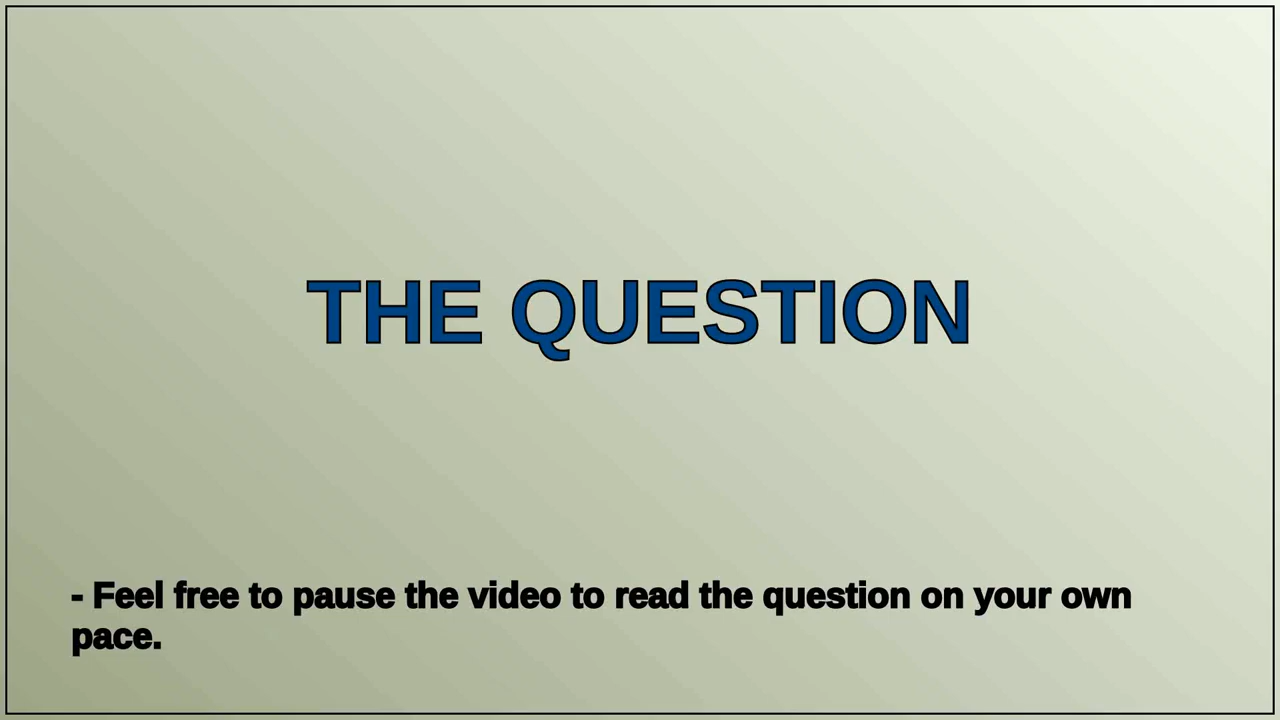 THE QUESTION
- Feel free to pause the video to read the question on your own
pace.